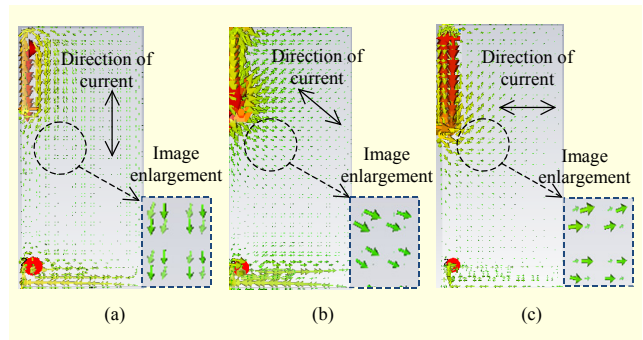 Direction of
current
Image
enlargement
(a)
Direction of
current
Image
enlargement
(b)
Direction of
current
Image
enlargement
(c)